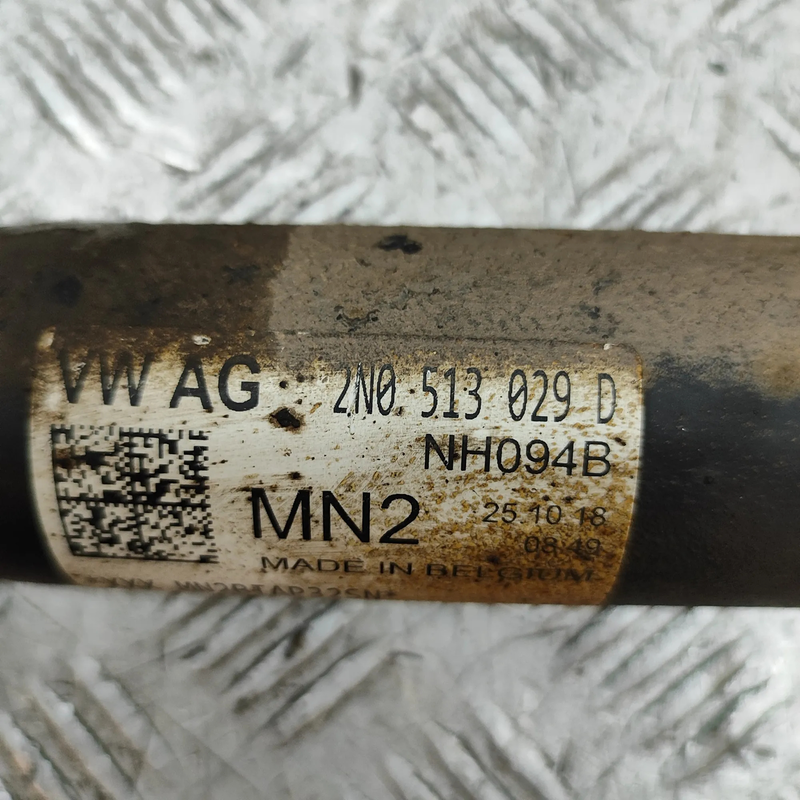 VW AG 2N0 513 029 D
NH094B
MN2 25.10.18
08:49
MADE IN BELGIUM